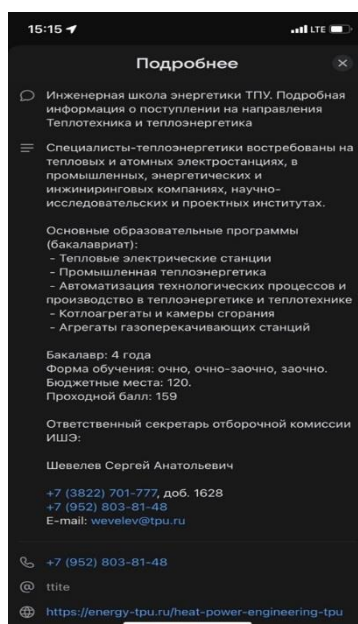 15:15
LTE
Подробнее
Инженерная школа энергетики ТПУ. Подробная
информация о поступлении на направления
Теплотехника и теплоэнергетика
Специалисты-теплоэнергетики востребованы на
тепловых и атомных электростанциях, в
промышленных, энергетических и
инжиниринговых компаниях, научно-
исследовательских и проектных институтах.
Основные образовательные программы
(бакалавриат):
- Тепловые электрические станции
- Промышленная теплоэнергетика
- Автоматизация технологических процессов и
производство в теплоэнергетике и теплотехнике
- Котлоагрегаты и камеры сгорания
- Агрегаты газоперекачивающих станций
Бакалавр: 4 года
Форма обучения: очно, очно-заочно, заочно.
Бюджетные места: 120.
Проходной балл: 159
Ответственный секретарь отборочной комиссии
ИШЭ:
Шевелев Сергей Анатольевич
+7 (3822) 701-777, доб. 1628
+7 (952) 803-81-48
E-mail: wevelev@tpu.ru
+7 (952) 803-81-48
@ ttite
https://energy-tpu.ru/heat-power-engineering-tpu